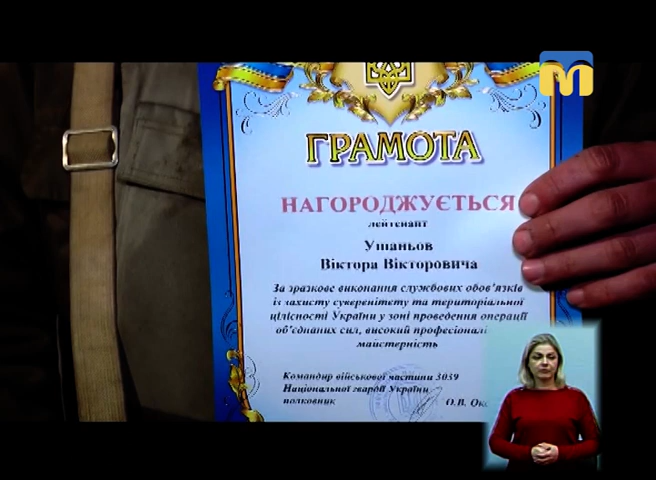 ГРАМОТА
НАГОРОДЖУЄТЬСЯ
лейтенант
Ушаньов
Віктора Вікторовича
За зразкове виконання службових обов'язків
із захисту суверенітету та територіальної
цілісності України у зоні проведення операції
об'єднаних сил, високий
майстерність
Командир військової частини 3039
Національної гвардії України
полковник О.В.